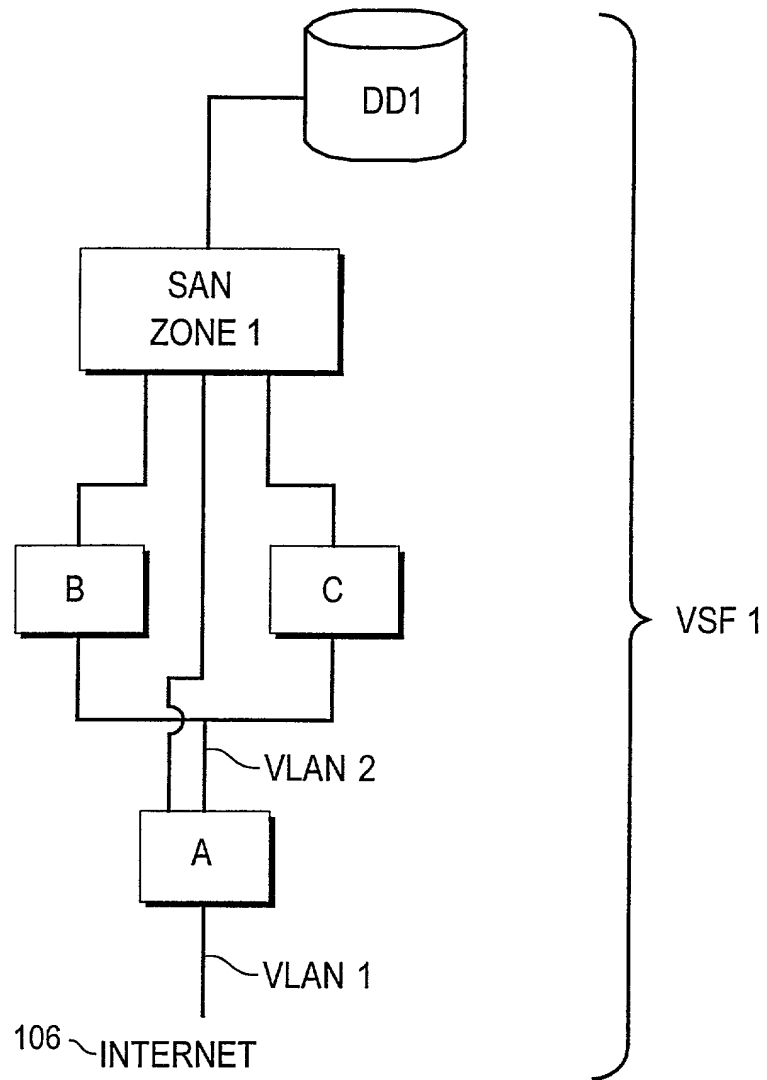 DD1
SAN
ZONE 1
B
C
VSF 1
VLAN 2
A
VLAN 1
106
INTERNET